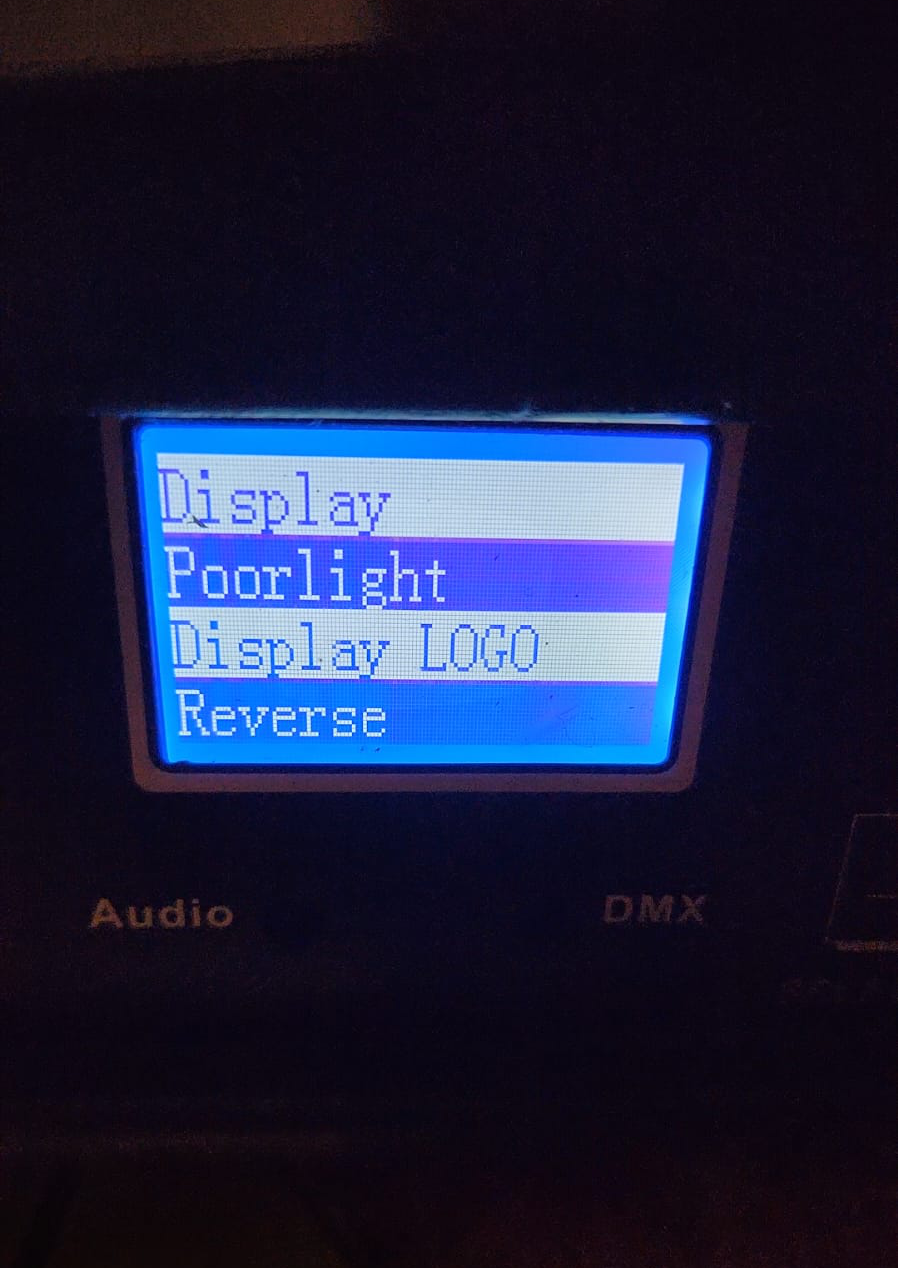 Display
Poorlight
Display LOGO
Reverse
Audio
DMX